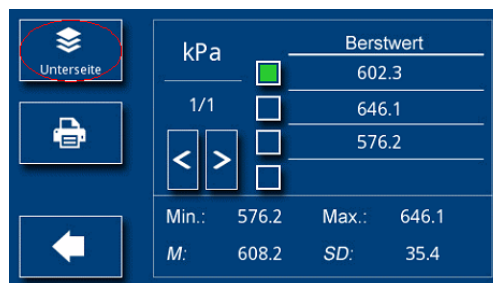 Unterseite
kPa
1/1
< >
Berstwert
602.3
646.1
576.2
Min.: 576.2 Max.: 646.1
M: 608.2 SD: 35.4